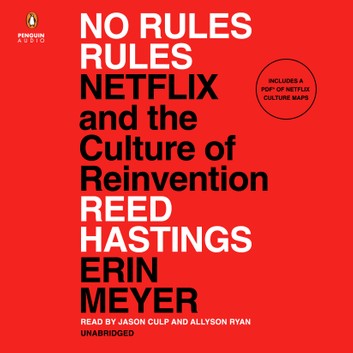 PENGUIN
AUDIO
NO RULES
RULES
NETFLIX
and the
Culture of
Reinvention
REED
HASTINGS
ERIN
MEYER
INCLUDES A
PDF* OF NETFLIX
CULTURE MAPS
READ BY JASON CULP AND ALLYSON RYAN
UNABRIDGED